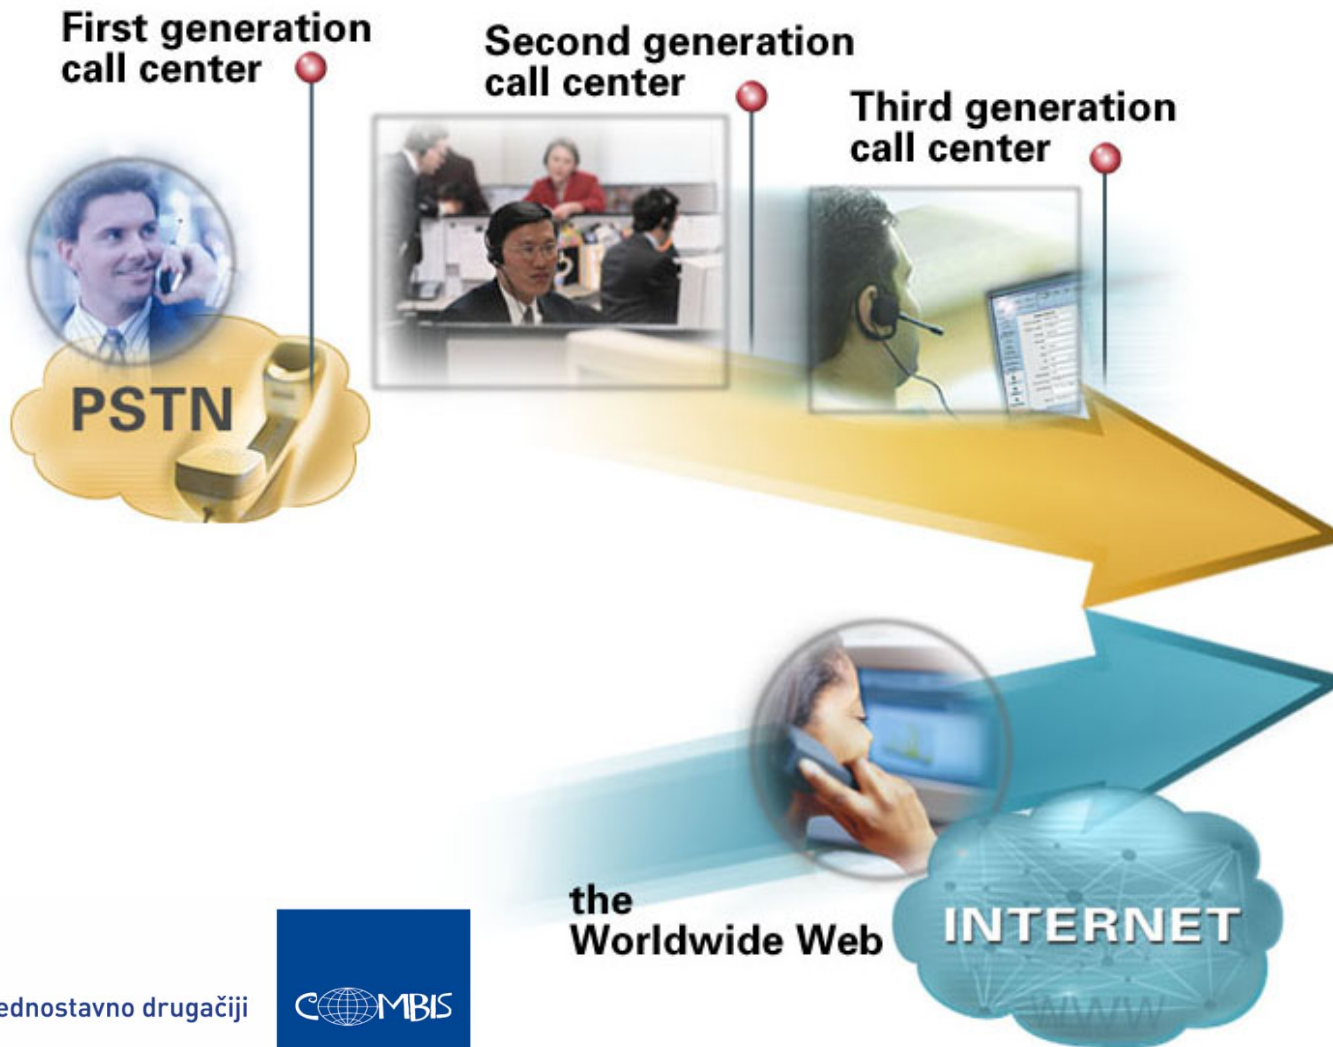 First generation
call center
Second generation
call center
Third generation
call center
PSTN
the
Worldwide Web
INTERNET
WWW
ednostavno drugačiji
COMBIS